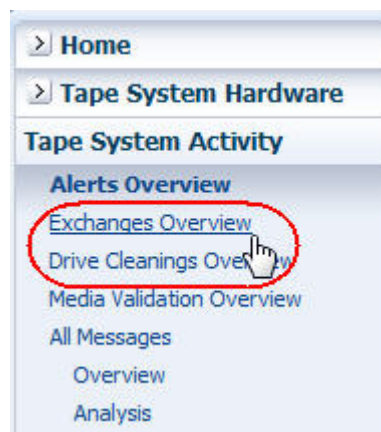 Home
Tape System Hardware
Tape System Activity
Alerts Overview
Exchanges Overview
Drive Cleanings Overview
Media Validation Overview
All Messages
Overview
Analysis